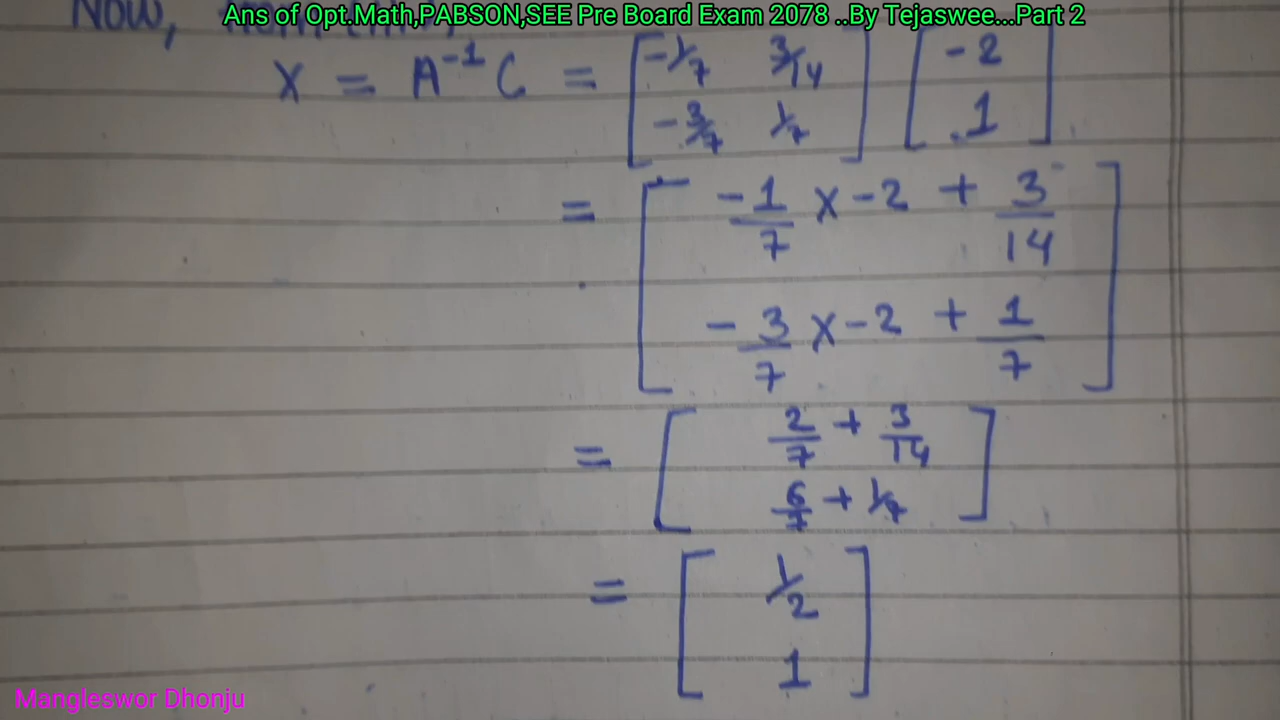 Ans of Opt.Math,PABSON,SEE Pre Board Exam 2078 ..By Tejaswee...Part 2
Now,
X = A⁻¹ C = [-1/7 3/14] [-2]
[-3/7 1/7] [.1]
= [-1/7 x -2 + 3/14]
[-3/7 x -2 + 1/7]
= [2/7 + 3/14]
[6/7 + 1/7]
= [1/2]
[1]
Mangleswor Dhonju